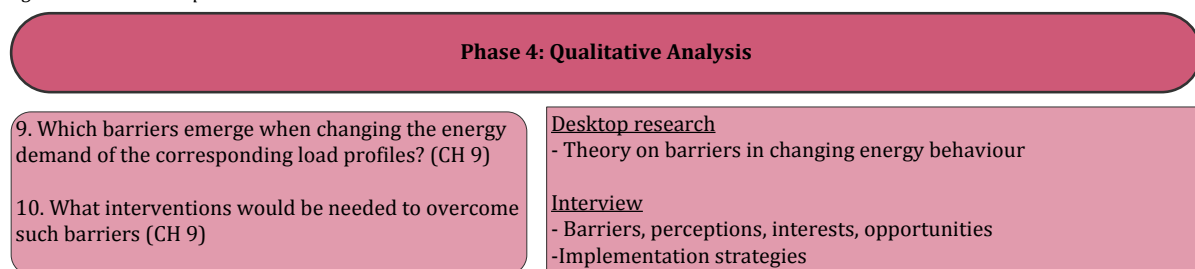 Phase 4: Qualitative Analysis
9. Which barriers emerge when changing the energy
demand of the corresponding load profiles? (CH 9)
10. What interventions would be needed to overcome
such barriers (CH 9)
Desktop research
- Theory on barriers in changing energy behaviour
Interview
- Barriers, perceptions, interests, opportunities
-Implementation strategies